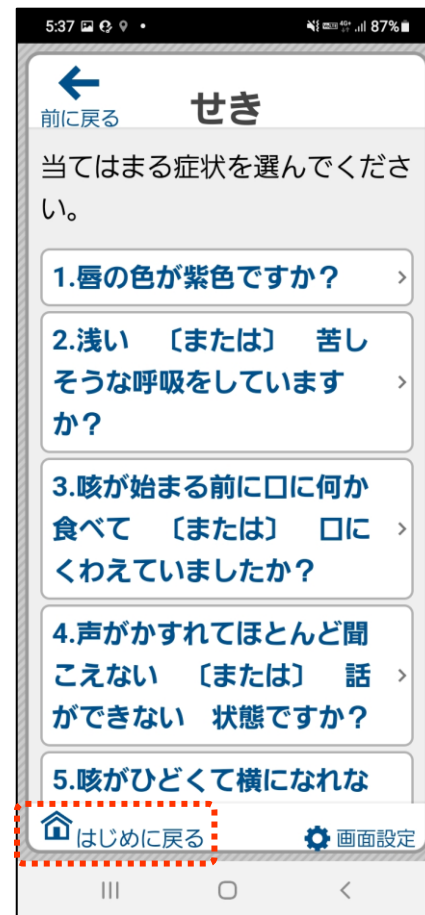 5:37
87%
前に戻る
せき
当てはまる症状を選んでくださ
い。
1.唇の色が紫色ですか？
2.浅い　〔または〕　苦し
そうな呼吸をしています
か？
3.咳が始まる前に口に何か
食べて　〔または〕　口に
くわえていましたか？
4.声がかすれてほとんど聞
こえない　〔または〕　話
ができない　状態ですか？
5.咳がひどくて横になれな
はじめに戻る
画面設定